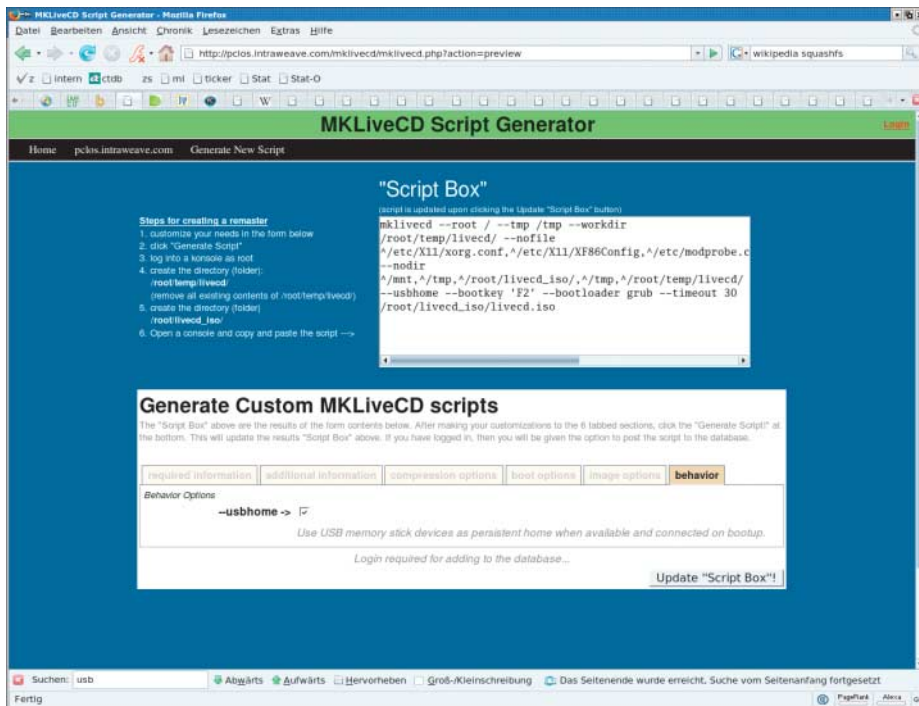 MKLiveCD Script Generator - Mozilla Firefox
Datei Bearbeiten Ansicht Chronik Lesezeichen Extras Hilfe
http://pclos.intraweave.com/mklivecd/mklivecd.php?action=preview
wikipedia squashfs
z intern ctdb zs ml ticker Stat Stat-O
MKLiveCD Script Generator
Login
Home pclos.intraweave.com Generate New Script
"Script Box"
(script is updated upon clicking the Update "Script Box" button)
Steps for creating a remaster
1. customize your needs in the form below
2. click "Generate Script"
3. log into a konsole as root
4. create the directory (folder):
/root/temp/livecd/
(remove all existing contents of /root/temp/livecd/)
5. create the directory (folder)
/root/livecd_iso/
6. Open a console and copy and paste the script --->
mklivecd --root / --tmp /tmp --workdir
/root/temp/livecd/ --nofile
^/etc/X11/xorg.conf,^/etc/X11/XF86Config,^/etc/modprobe.c
--nodir
^/mnt,^/tmp,^/root/livecd_iso/,^/tmp,^/root/temp/livecd/
--usbhome --bootkey 'F2' --bootloader grub --timeout 30
/root/livecd_iso/livecd.iso
Generate Custom MKLiveCD scripts
The "Script Box" above are the results of the form contents below. After making your customizations to the 6 tabbed sections, click the "Generate Script!" at
the bottom. This will update the results "Script Box" above. If you have logged in, then you will be given the option to post the script to the database.
required information additional information compression options boot options image options behavior
Behavior Options
--usbhome ->
Use USB memory stick devices as persistent home when available and connected on bootup.
Login required for adding to the database...
Update "Script Box"!
Suchen: usb Abwärts Aufwärts Hervorheben Groß-/Kleinschreibung Das Seitenende wurde erreicht, Suche vom Seitenanfang fortgesetzt
Fertig
PageRank Alexa